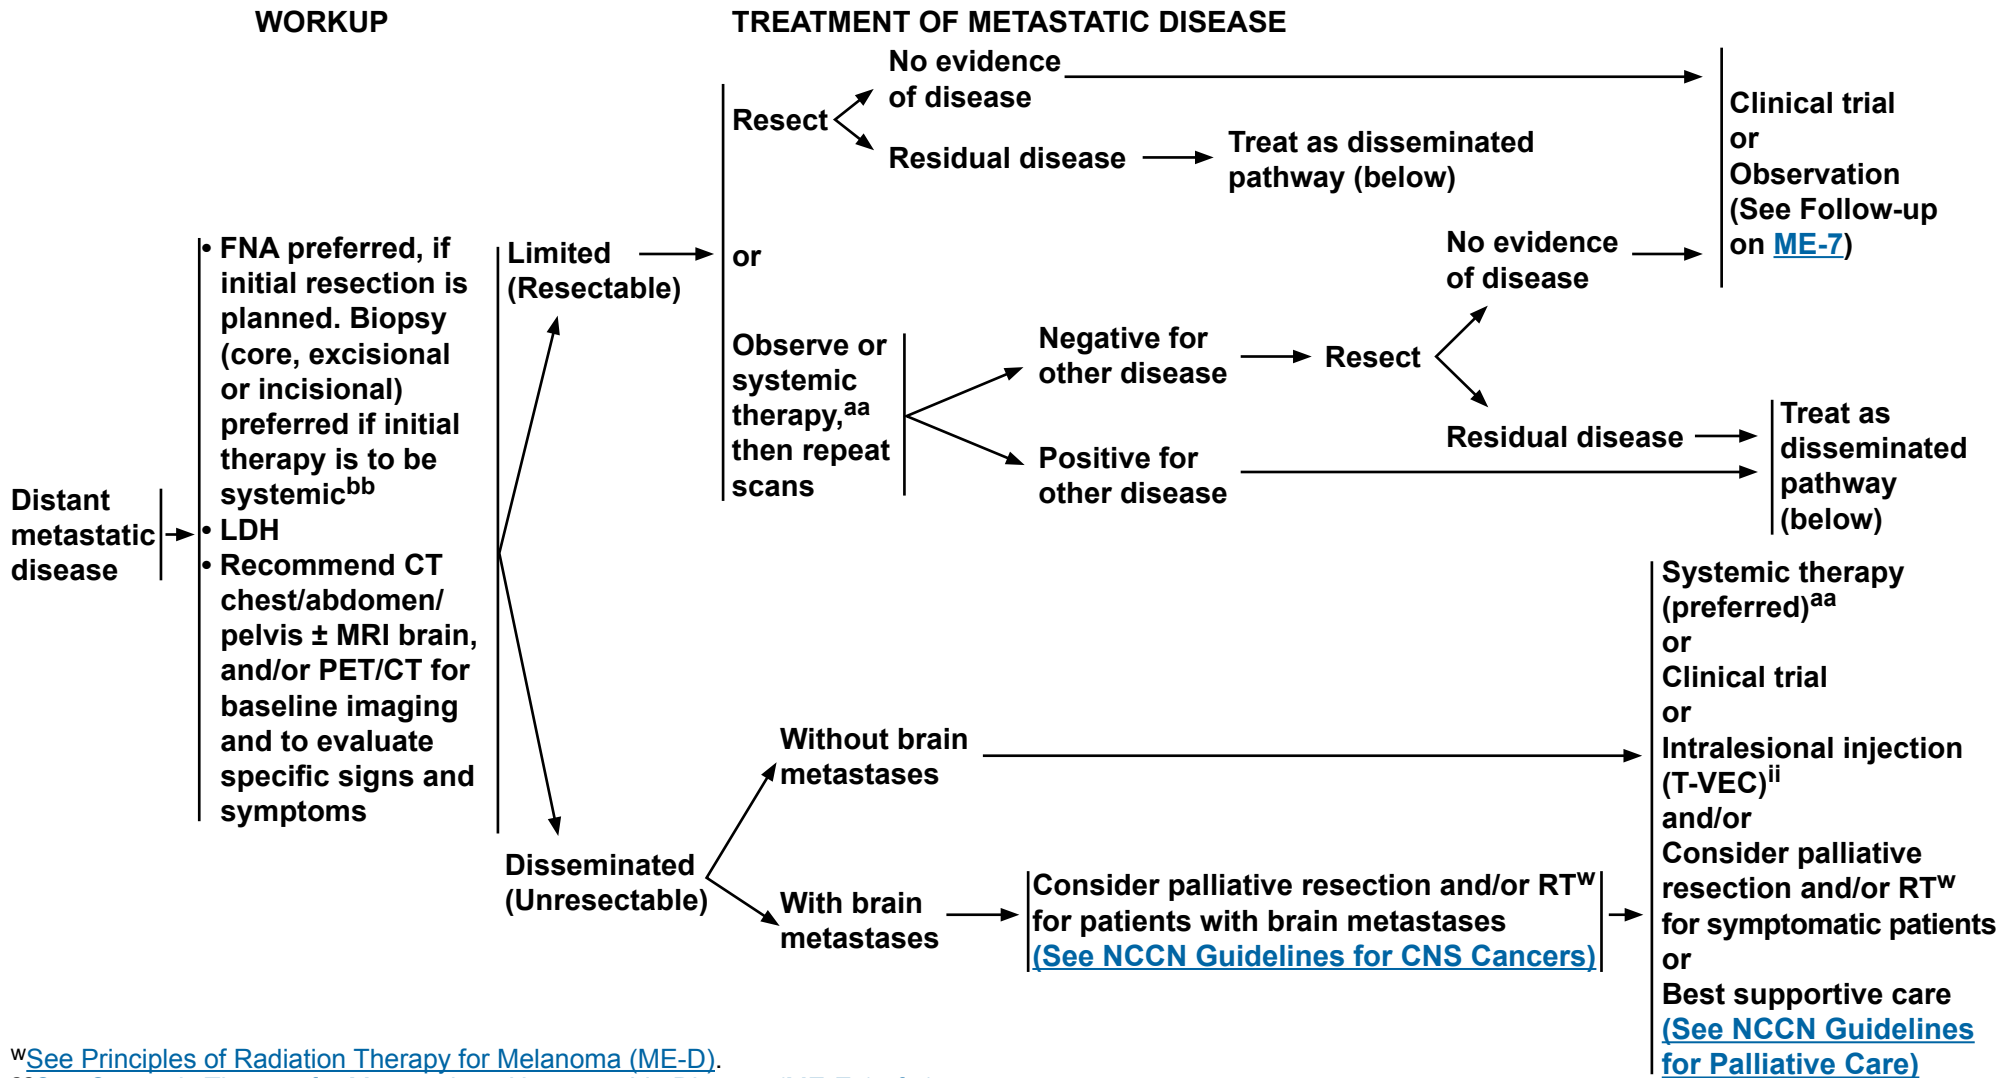 WORKUP
TREATMENT OF METASTATIC DISEASE
Distant
metastatic
disease
• FNA preferred, if
initial resection is
planned. Biopsy
(core, excisional
or incisional)
preferred if initial
therapy is to be
systemicbb
• LDH
• Recommend CT
chest/abdomen/
pelvis ± MRI brain,
and/or PET/CT for
baseline imaging
and to evaluate
specific signs and
symptoms
Limited
(Resectable)
Resect
No evidence
of disease
Residual disease
Treat as disseminated
pathway (below)
or
Observe or
systemic
therapy,aa
then repeat
scans
Negative for
other disease
Resect
No evidence
of disease
Residual disease
Positive for
other disease
Clinical trial
or
Observation
(See Follow-up
on ME-7)
Treat as
disseminated
pathway
(below)
Disseminated
(Unresectable)
Without brain
metastases
With brain
metastases
Consider palliative resection and/or RTw
for patients with brain metastases
(See NCCN Guidelines for CNS Cancers)
Systemic therapy
(preferred)aa
or
Clinical trial
or
Intralesional injection
(T-VEC)ii
and/or
Consider palliative
resection and/or RTw
for symptomatic patients
or
Best supportive care
(See NCCN Guidelines
for Palliative Care)
wSee Principles of Radiation Therapy for Melanoma (ME-D).